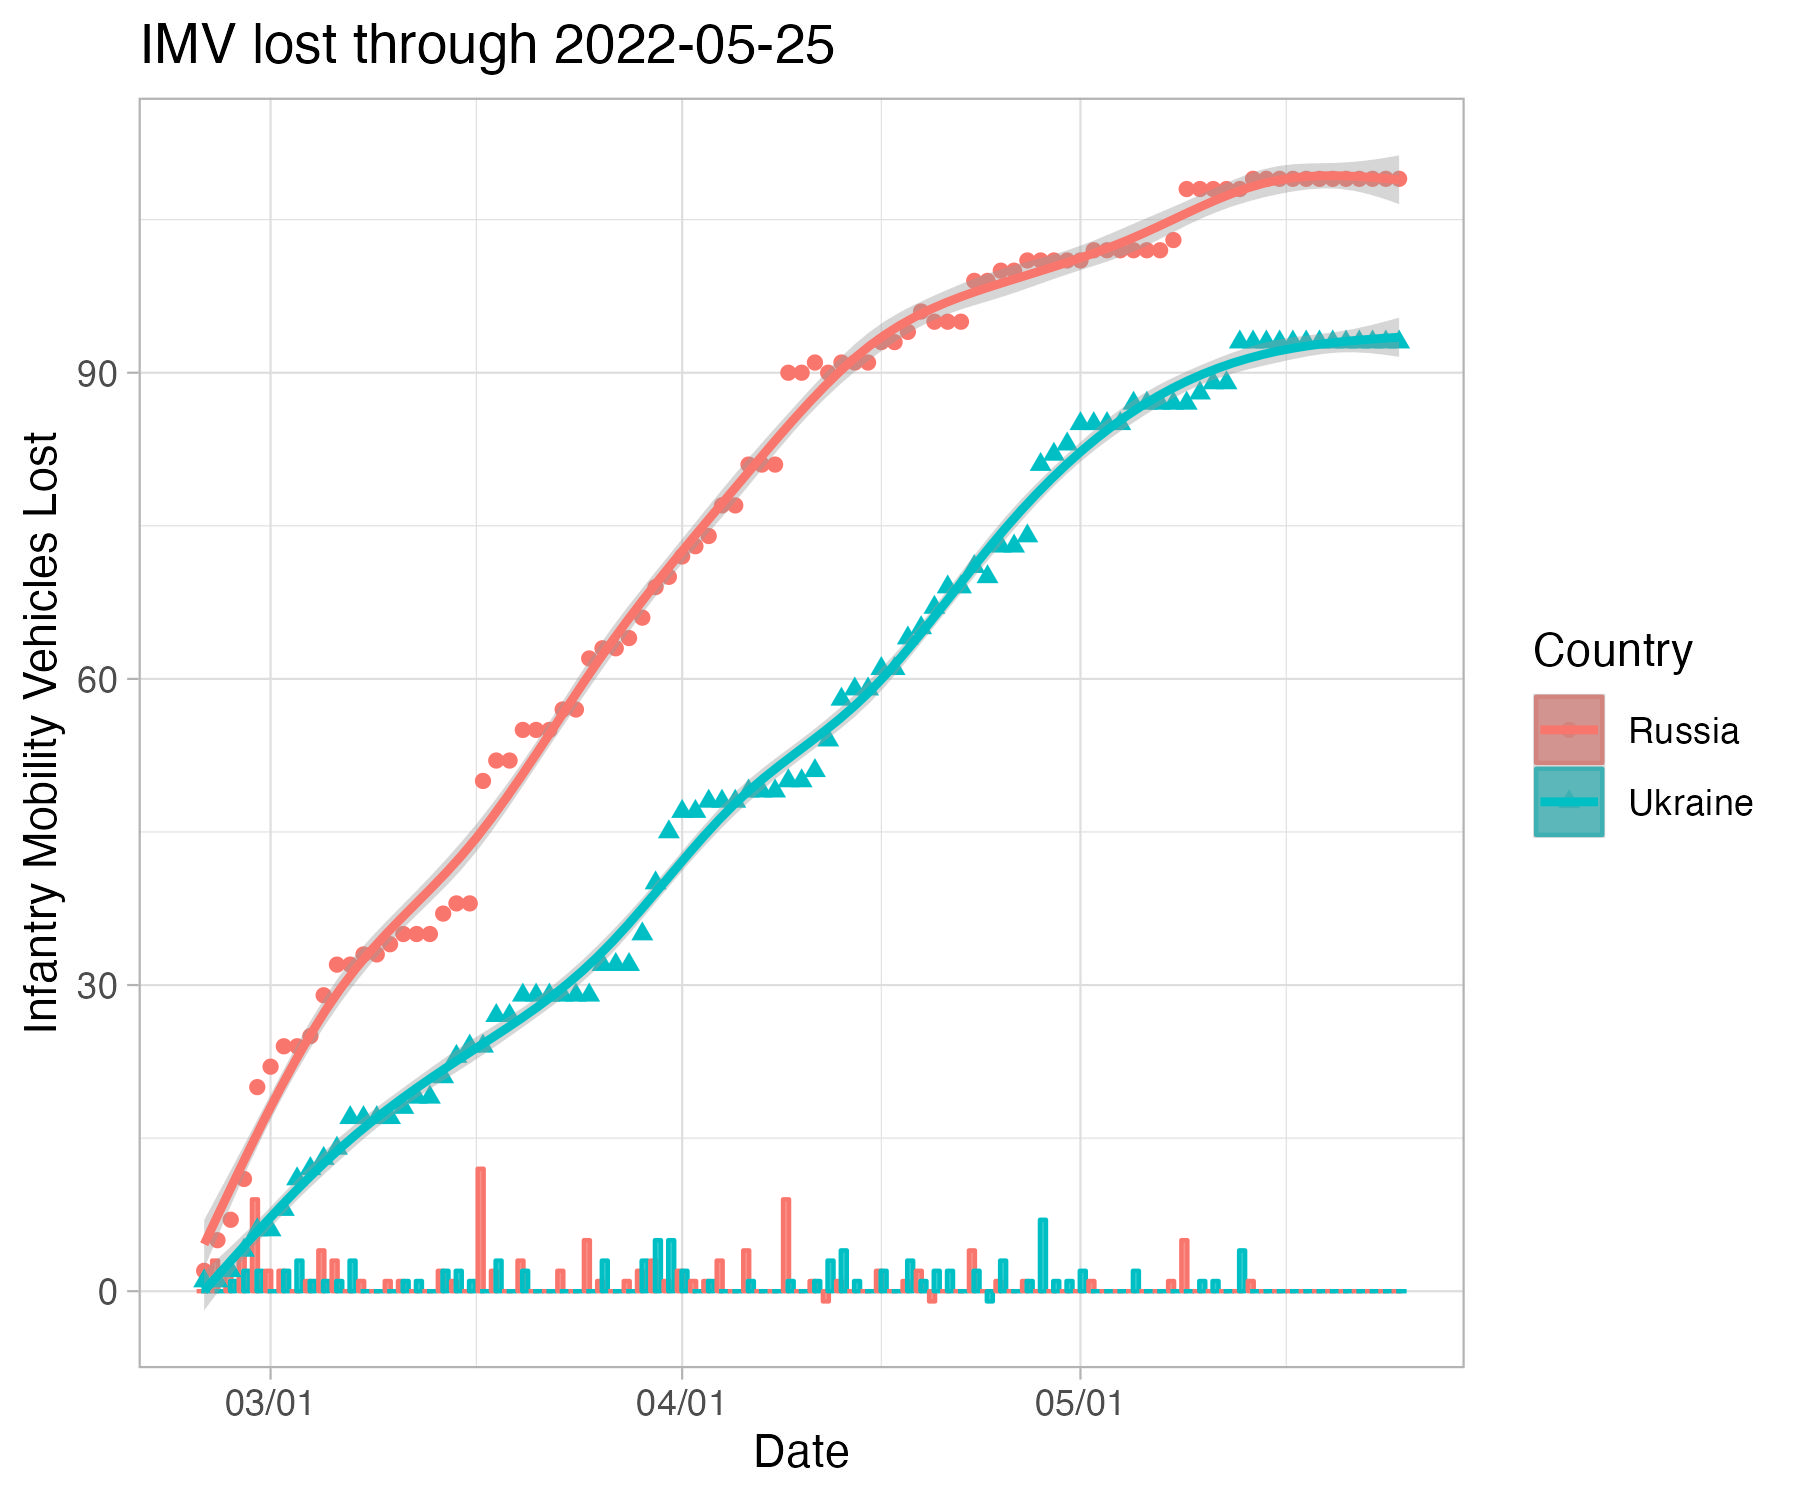 IMV lost through 2022-05-25
Infantry Mobility Vehicles Lost
90
60
30
0
03/01
04/01
05/01
Date
Country
Russia
Ukraine